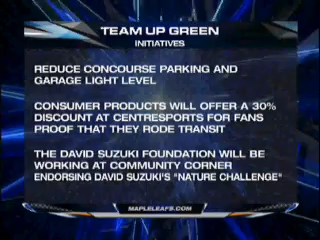 TEAM UP GREEN
INITIATIVES
REDUCE CONCOURSE PARKING AND
GARAGE LIGHT LEVEL
CONSUMER PRODUCTS WILL OFFER A 30%
DISCOUNT AT CENTRESPORTS FOR FANS
PROOF THAT THEY RODE TRANSIT
THE DAVID SUZUKI FOUNDATION WILL BE
WORKING AT COMMUNITY CORNER
ENDORSING DAVID SUZUKI'S "NATURE CHALLENGE"
MAPLELEAFS.COM